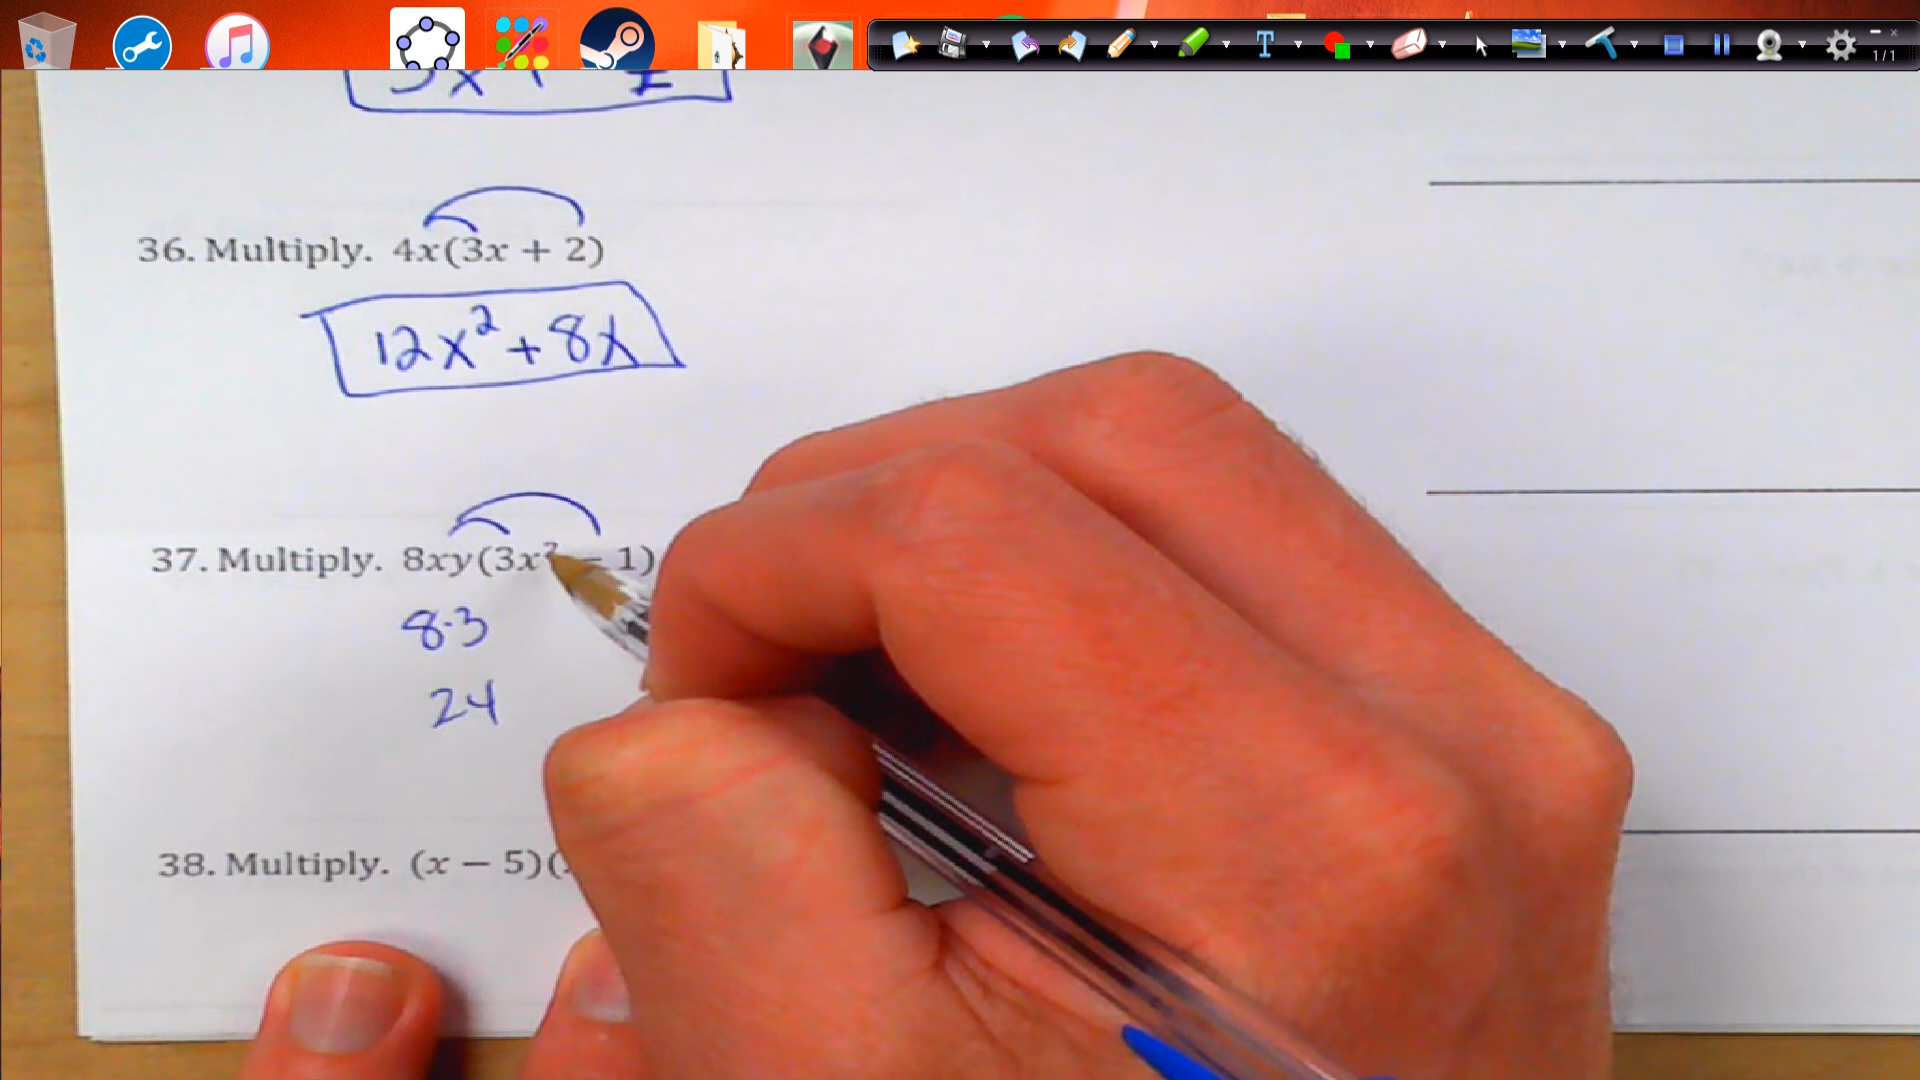 T
1/1
36. Multiply. 4x(3x + 2)
12x² + 8x
37. Multiply. 8xy(3x² − 1)
8·3
24
38. Multiply. (x − 5)(